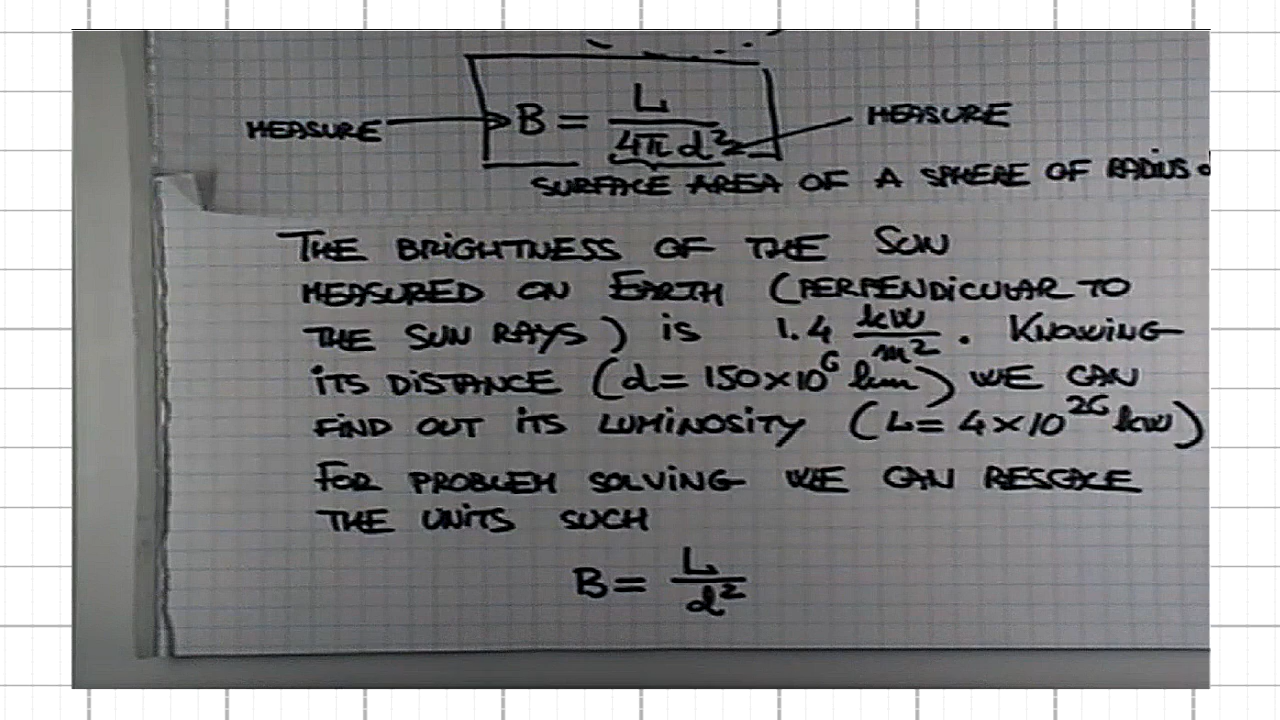 MEASURE B = L / 4π d² MEASURE
SURFACE AREA OF A SPHERE OF RADIUS d
THE BRIGHTNESS OF THE SUN
MEASURED ON EARTH (PERPENDICULAR TO
THE SUN RAYS) is 1.4 kW/m². KNOWING
iTS DiSTANCE (d= 150×10⁶ km) WE CAN
FiND OUT iTS LUMINOSITY (L= 4×10²⁶ kW)
FOR PROBLEM SOLVING WE CAN RESCALE
THE UNiTS SUCH
B = L / d²